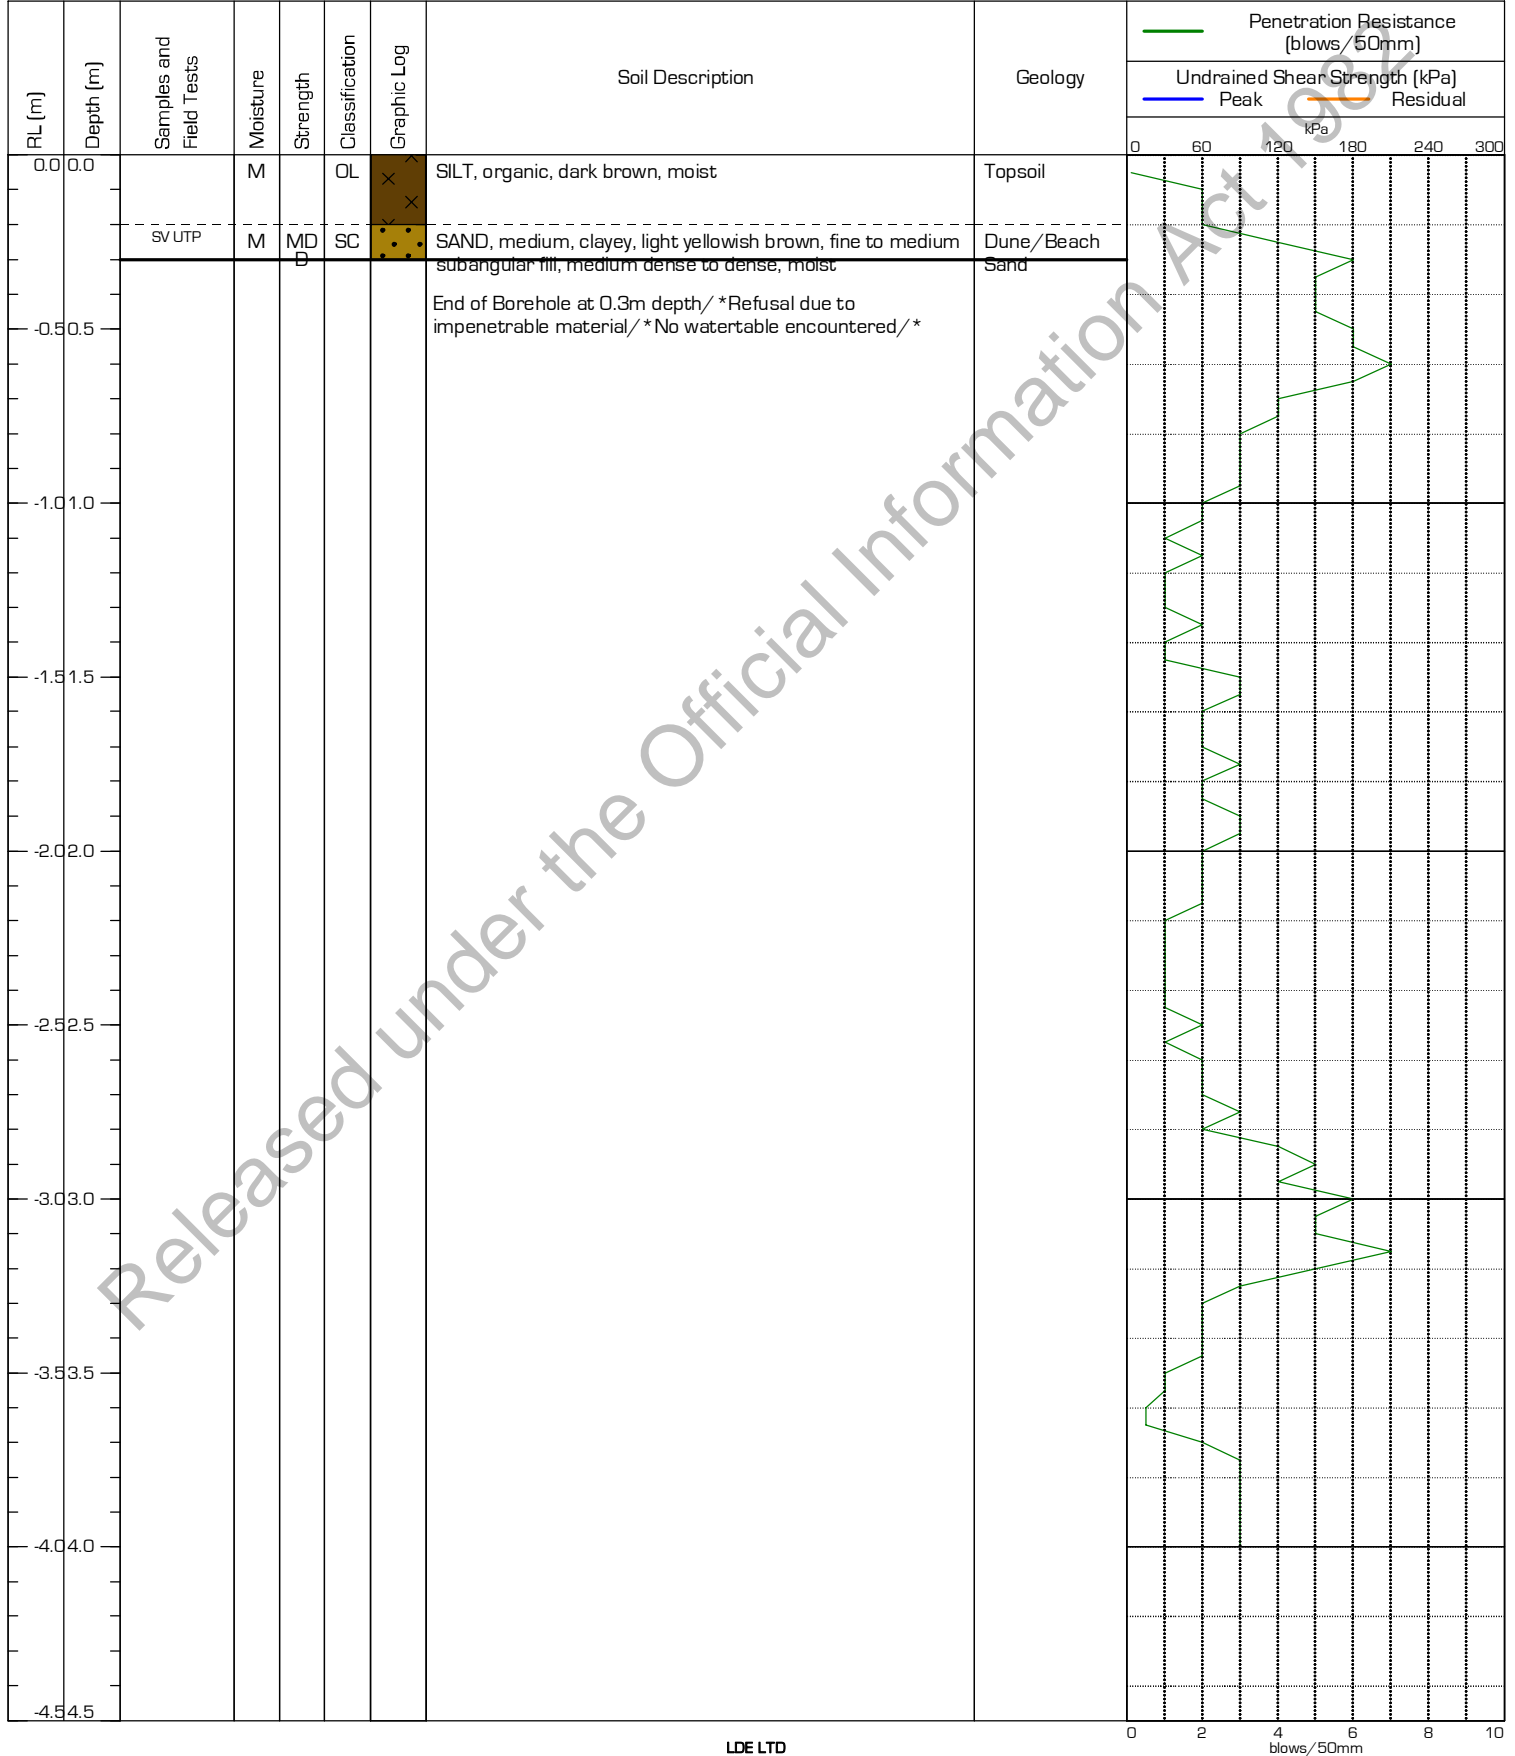 RL (m)
Depth (m)
Samples and
Field Tests
Moisture
Strength
Classification
Graphic Log
Soil Description
Geology
Penetration Resistance
(blows/50mm)
Undrained Shear Strength (kPa)
Peak Residual
kPa
0 60 120 180 240 300
0.0 0.0
M OL SILT, organic, dark brown, moist Topsoil
SV UTP M MD SC SAND, medium, clayey, light yellowish brown, fine to medium Dune/Beach
D subangular fill, medium dense to dense, moist Sand
End of Borehole at 0.3m depth/ *Refusal due to
impenetrable material/ *No watertable encountered/ *
-0.5 0.5
-1.0 1.0
-1.5 1.5
-2.0 2.0
-2.5 2.5
-3.0 3.0
-3.5 3.5
-4.0 4.0
-4.5 4.5
0 2 4 6 8 10
blows/50mm
LDE LTD
Released under the Official Information Act 1982